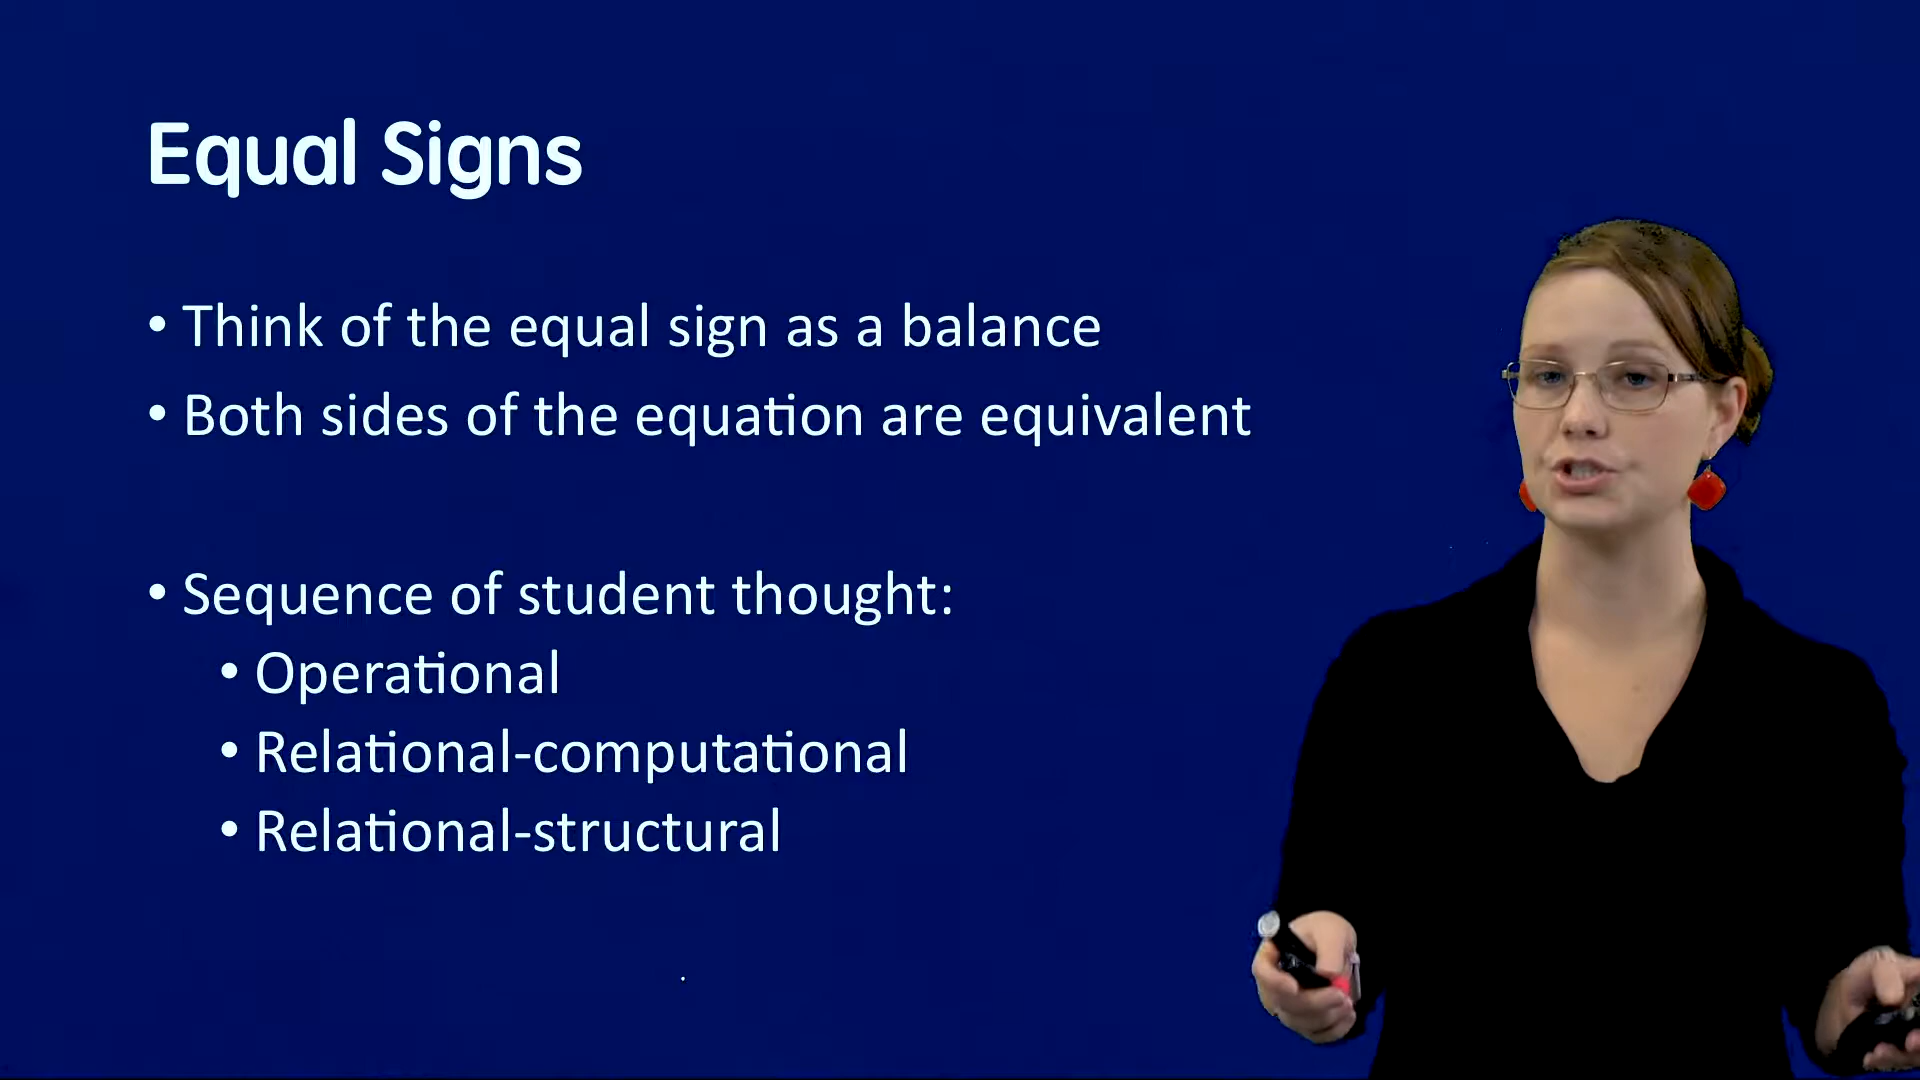 Equal Signs
• Think of the equal sign as a balance
• Both sides of the equation are equivalent
• Sequence of student thought:
• Operational
• Relational-computational
• Relational-structural